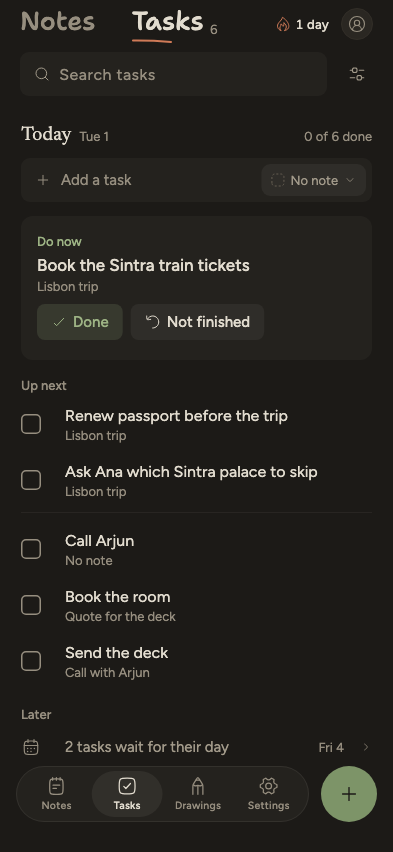 Notes
Tasks 6
1 day
Search tasks
Today Tue 1
0 of 6 done
Add a task
No note
Do now
Book the Sintra train tickets
Lisbon trip
Done
Not finished
Up next
Renew passport before the trip
Lisbon trip
Ask Ana which Sintra palace to skip
Lisbon trip
Call Arjun
No note
Book the room
Quote for the deck
Send the deck
Call with Arjun
Later
2 tasks wait for their day
Fri 4
Notes
Tasks
Drawings
Settings